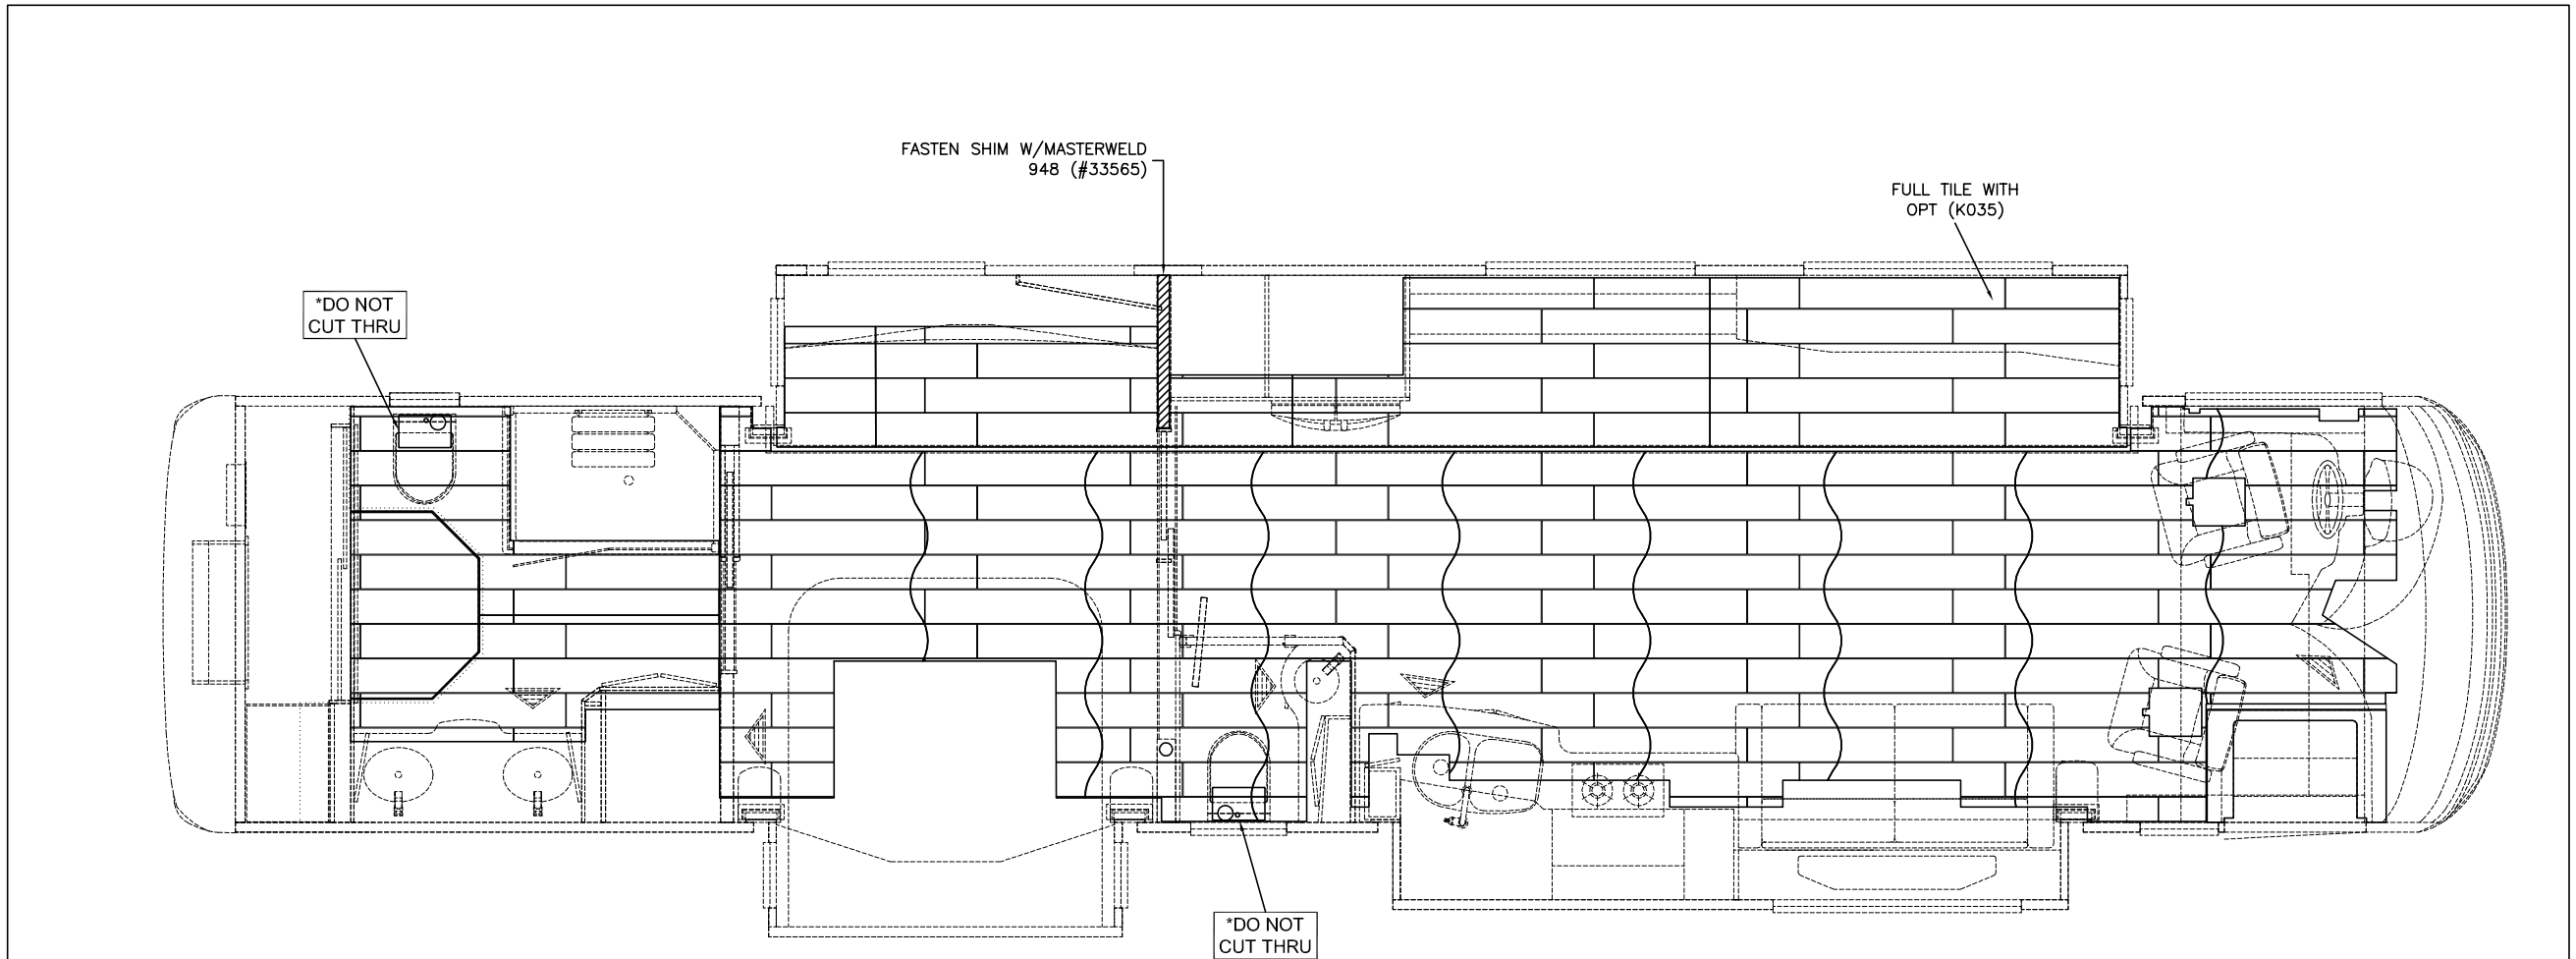 FASTEN SHIM W/MASTERWELD
948 (#33565)
FULL TILE WITH
OPT (K035)
*DO NOT
CUT THRU
*DO NOT
CUT THRU